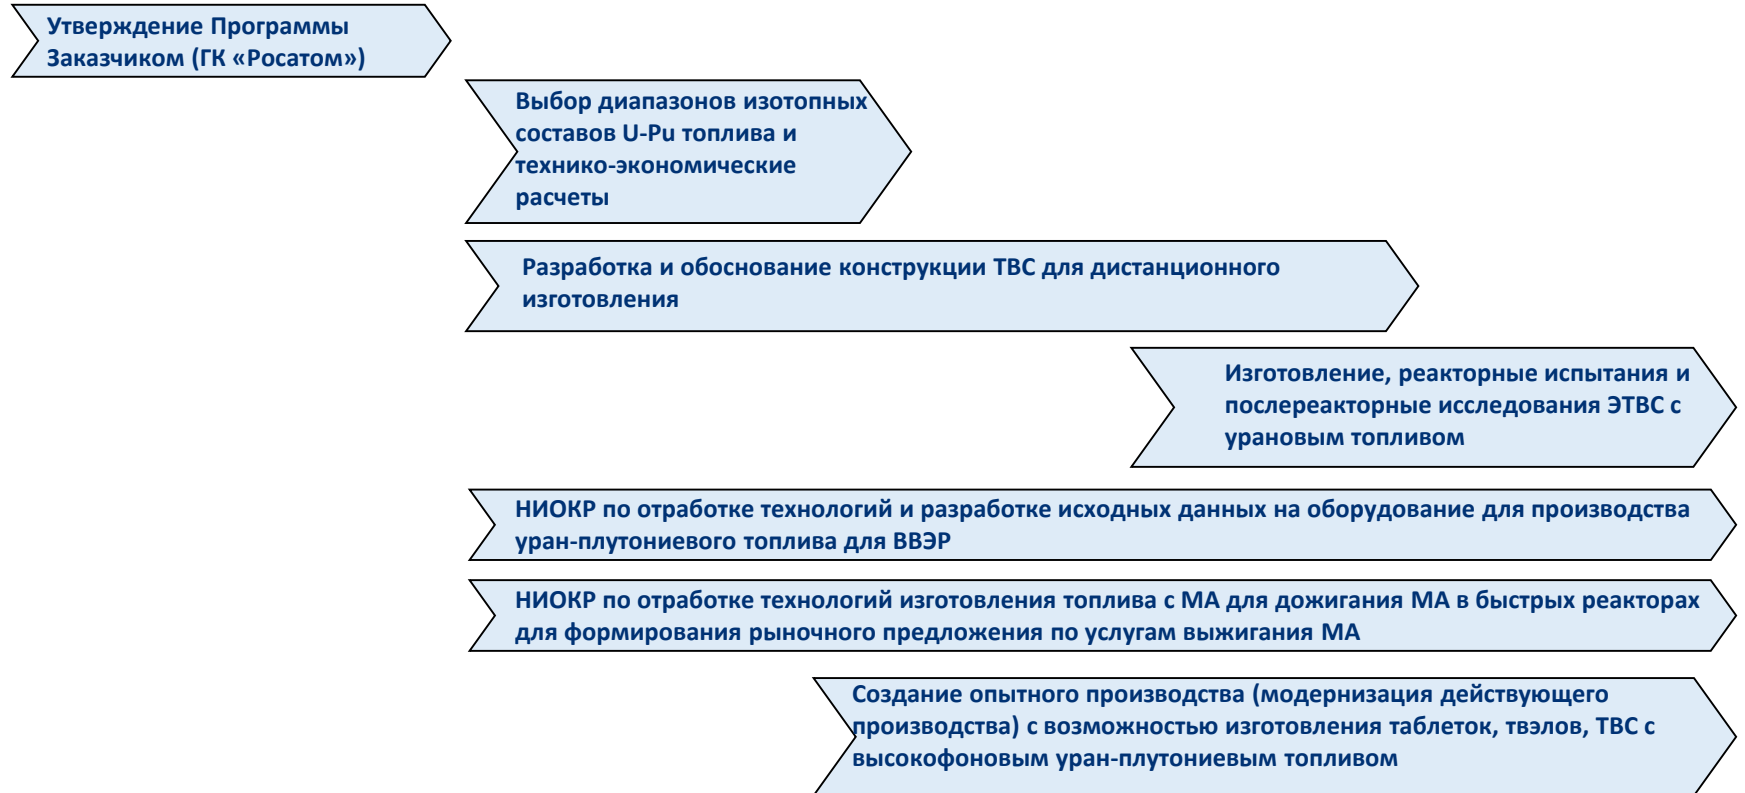 Утверждение Программы
Заказчиком (ГК «Росатом»)
Выбор диапазонов изотопных
составов U-Pu топлива и
технико-экономические
расчеты
Разработка и обоснование конструкции ТВС для дистанционного
изготовления
Изготовление, реакторные испытания и
послереакторные исследования ЭТВС с
урановым топливом
НИОКР по отработке технологий и разработке исходных данных на оборудование для производства
уран-плутониевого топлива для ВВЭР
НИОКР по отработке технологий изготовления топлива с МА для дожигания МА в быстрых реакторах
для формирования рыночного предложения по услугам выжигания МА
Создание опытного производства (модернизация действующего
производства) с возможностью изготовления таблеток, твэлов, ТВС с
высокофоновым уран-плутониевым топливом